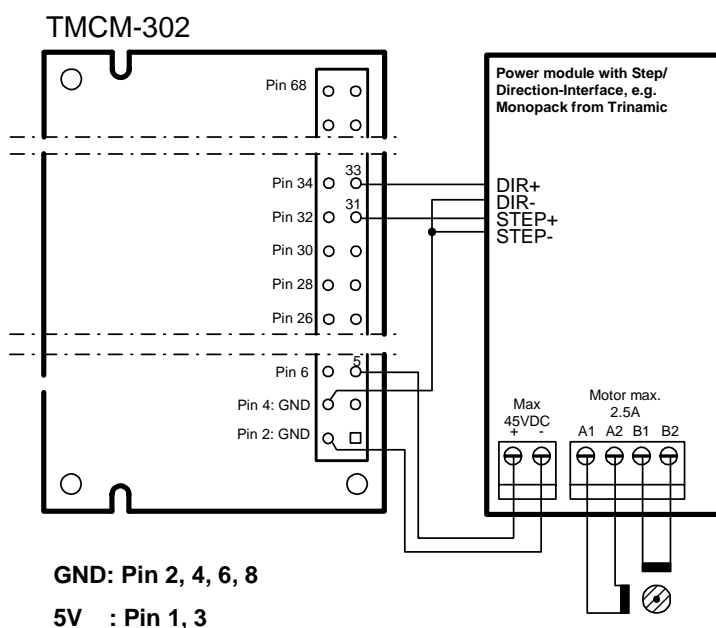 TMCM-302
Power module with Step/
Direction-Interface, e.g.
Monopack from Trinamic
Pin 68
Pin 34
33
Pin 32
31
Pin 30
Pin 28
Pin 26
Pin 6
5
Pin 4: GND
Pin 2: GND
DIR+
DIR-
STEP+
STEP-
Max
45VDC
+ -
Motor max.
2.5A
A1 A2 B1 B2
GND: Pin 2, 4, 6, 8
5V : Pin 1, 3